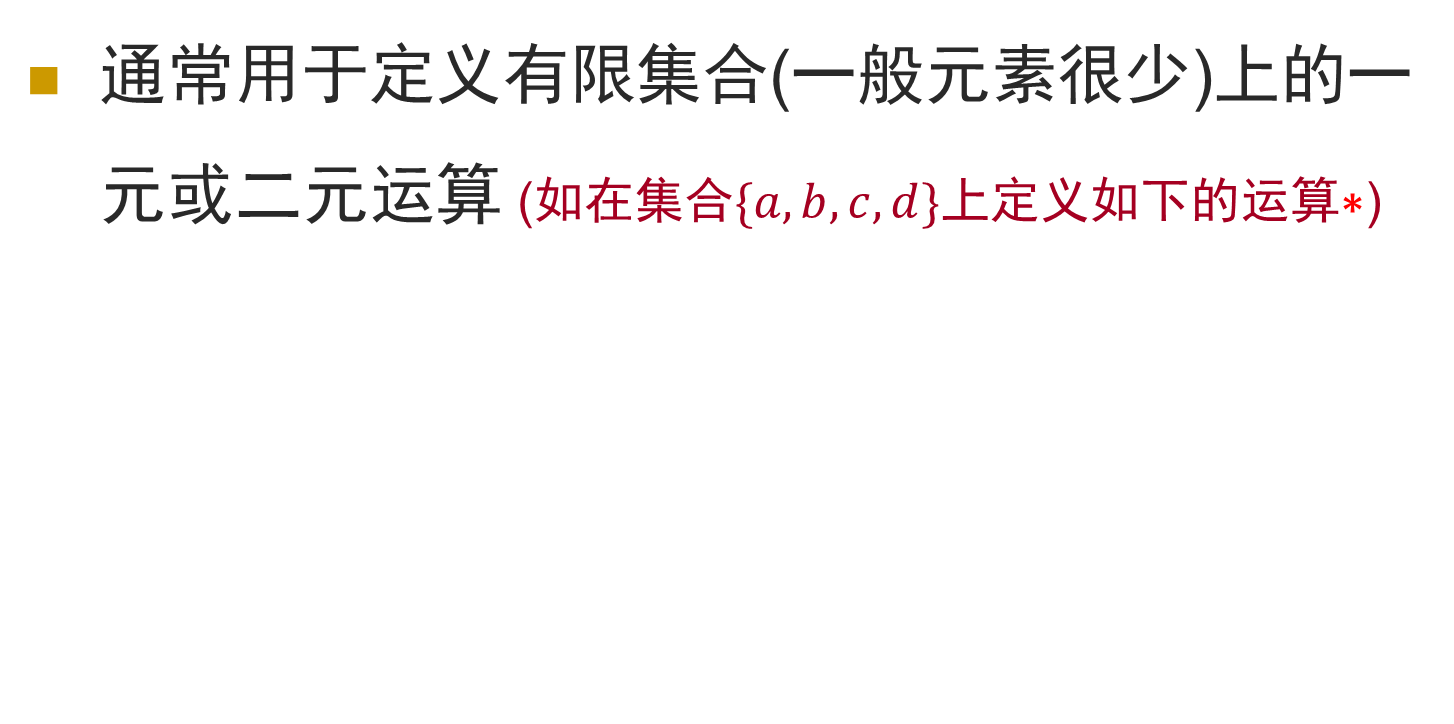 通常用于定义有限集合(一般元素很少)上的一
元或二元运算 (如在集合{a, b, c, d}上定义如下的运算*)